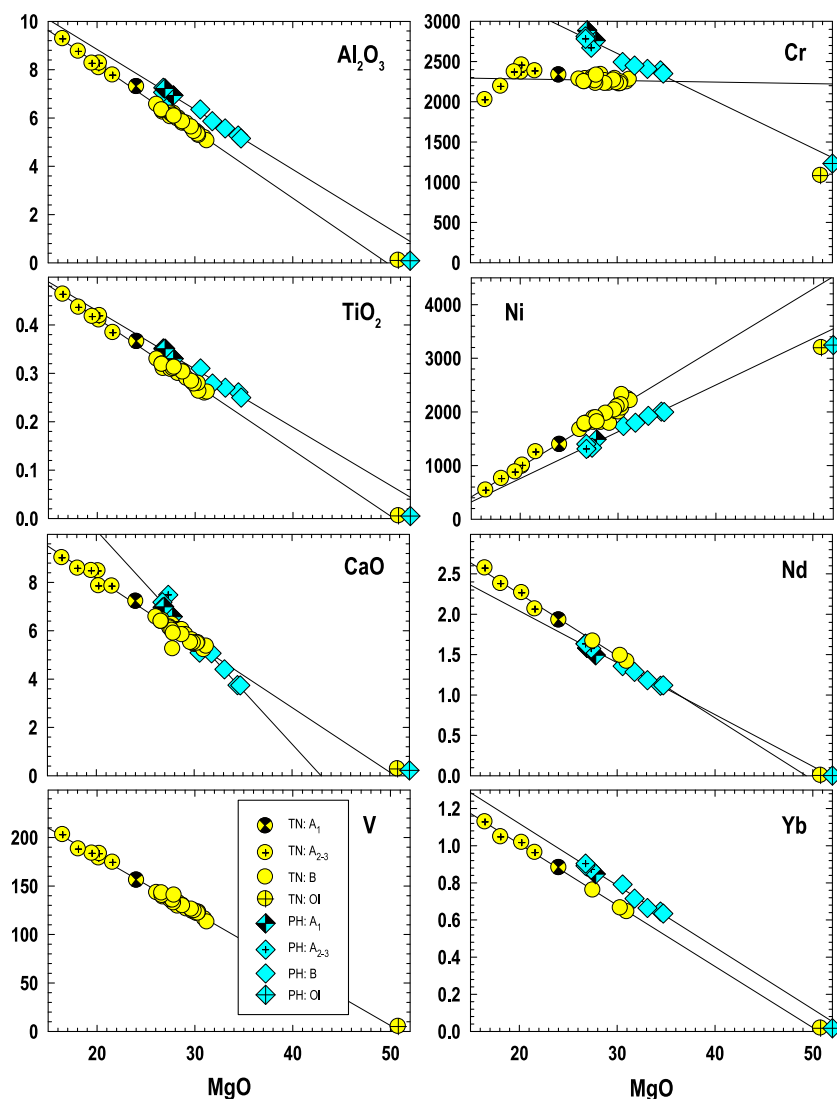 14
12
10
8
6
4
2
0
Al₂O₃
3000
2500
2000
1500
1000
500
0
Cr
0.4
0.3
0.2
0.1
0.0
TiO₂
4000
3000
2000
1000
0
Ni
8
6
4
2
0
CaO
2.5
2.0
1.5
1.0
0.5
0.0
Nd
200
150
100
50
0
V
TN: A₁
TN: A₂₋₃
TN: B
TN: Ol
PH: A₁
PH: A₂₋₃
PH: B
PH: Ol
1.2
1.0
0.8
0.6
0.4
0.2
0.0
Yb
20 30 40 50
MgO
20 30 40 50
MgO